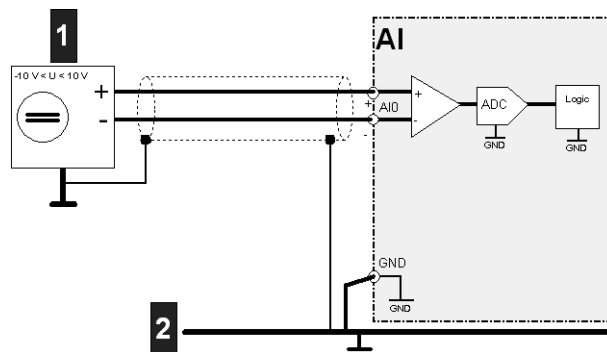 1
AI
-10 V < U < 10 V
+
-
+
AI0
-
+
-
ADC
Logic
GND
GND
GND
GND
2